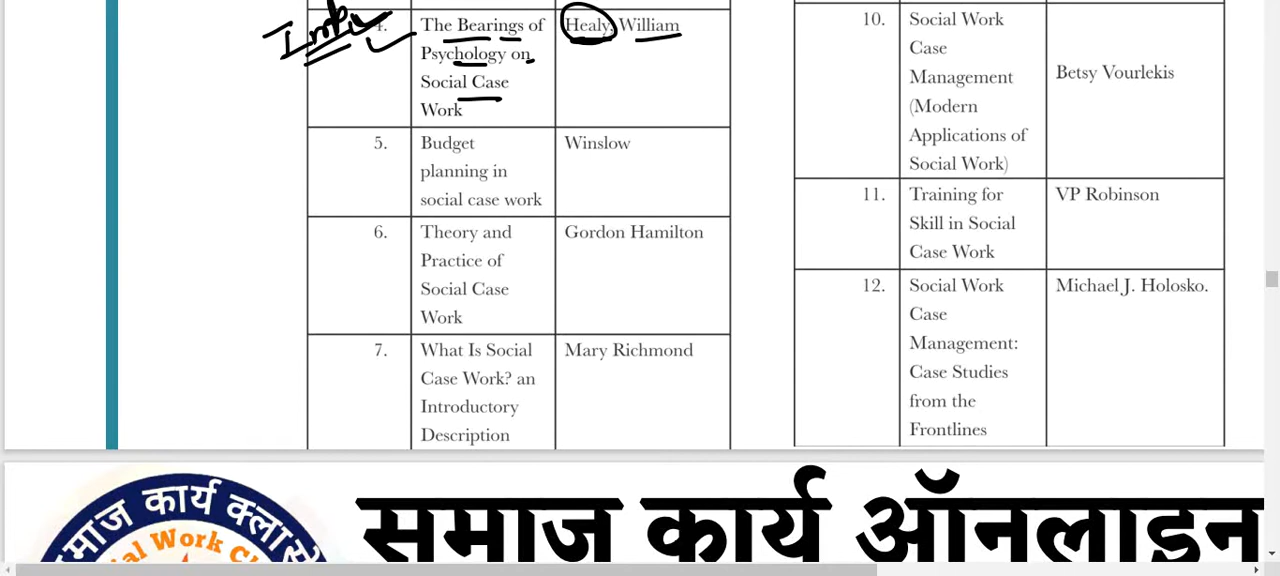 4.
The Bearings of
Psychology on
Social Case
Work
Healy, William
5.
Budget
planning in
social case work
Winslow
6.
Theory and
Practice of
Social Case
Work
Gordon Hamilton
7.
What Is Social
Case Work? an
Introductory
Description
Mary Richmond
10.
Social Work
Case
Management
(Modern
Applications of
Social Work)
Betsy Vourlekis
11.
Training for
Skill in Social
Case Work
VP Robinson
12.
Social Work
Case
Management:
Case Studies
from the
Frontlines
Michael J. Holosko.
समाज कार्य ऑनलाइन
माज कार्य क्लास
Work